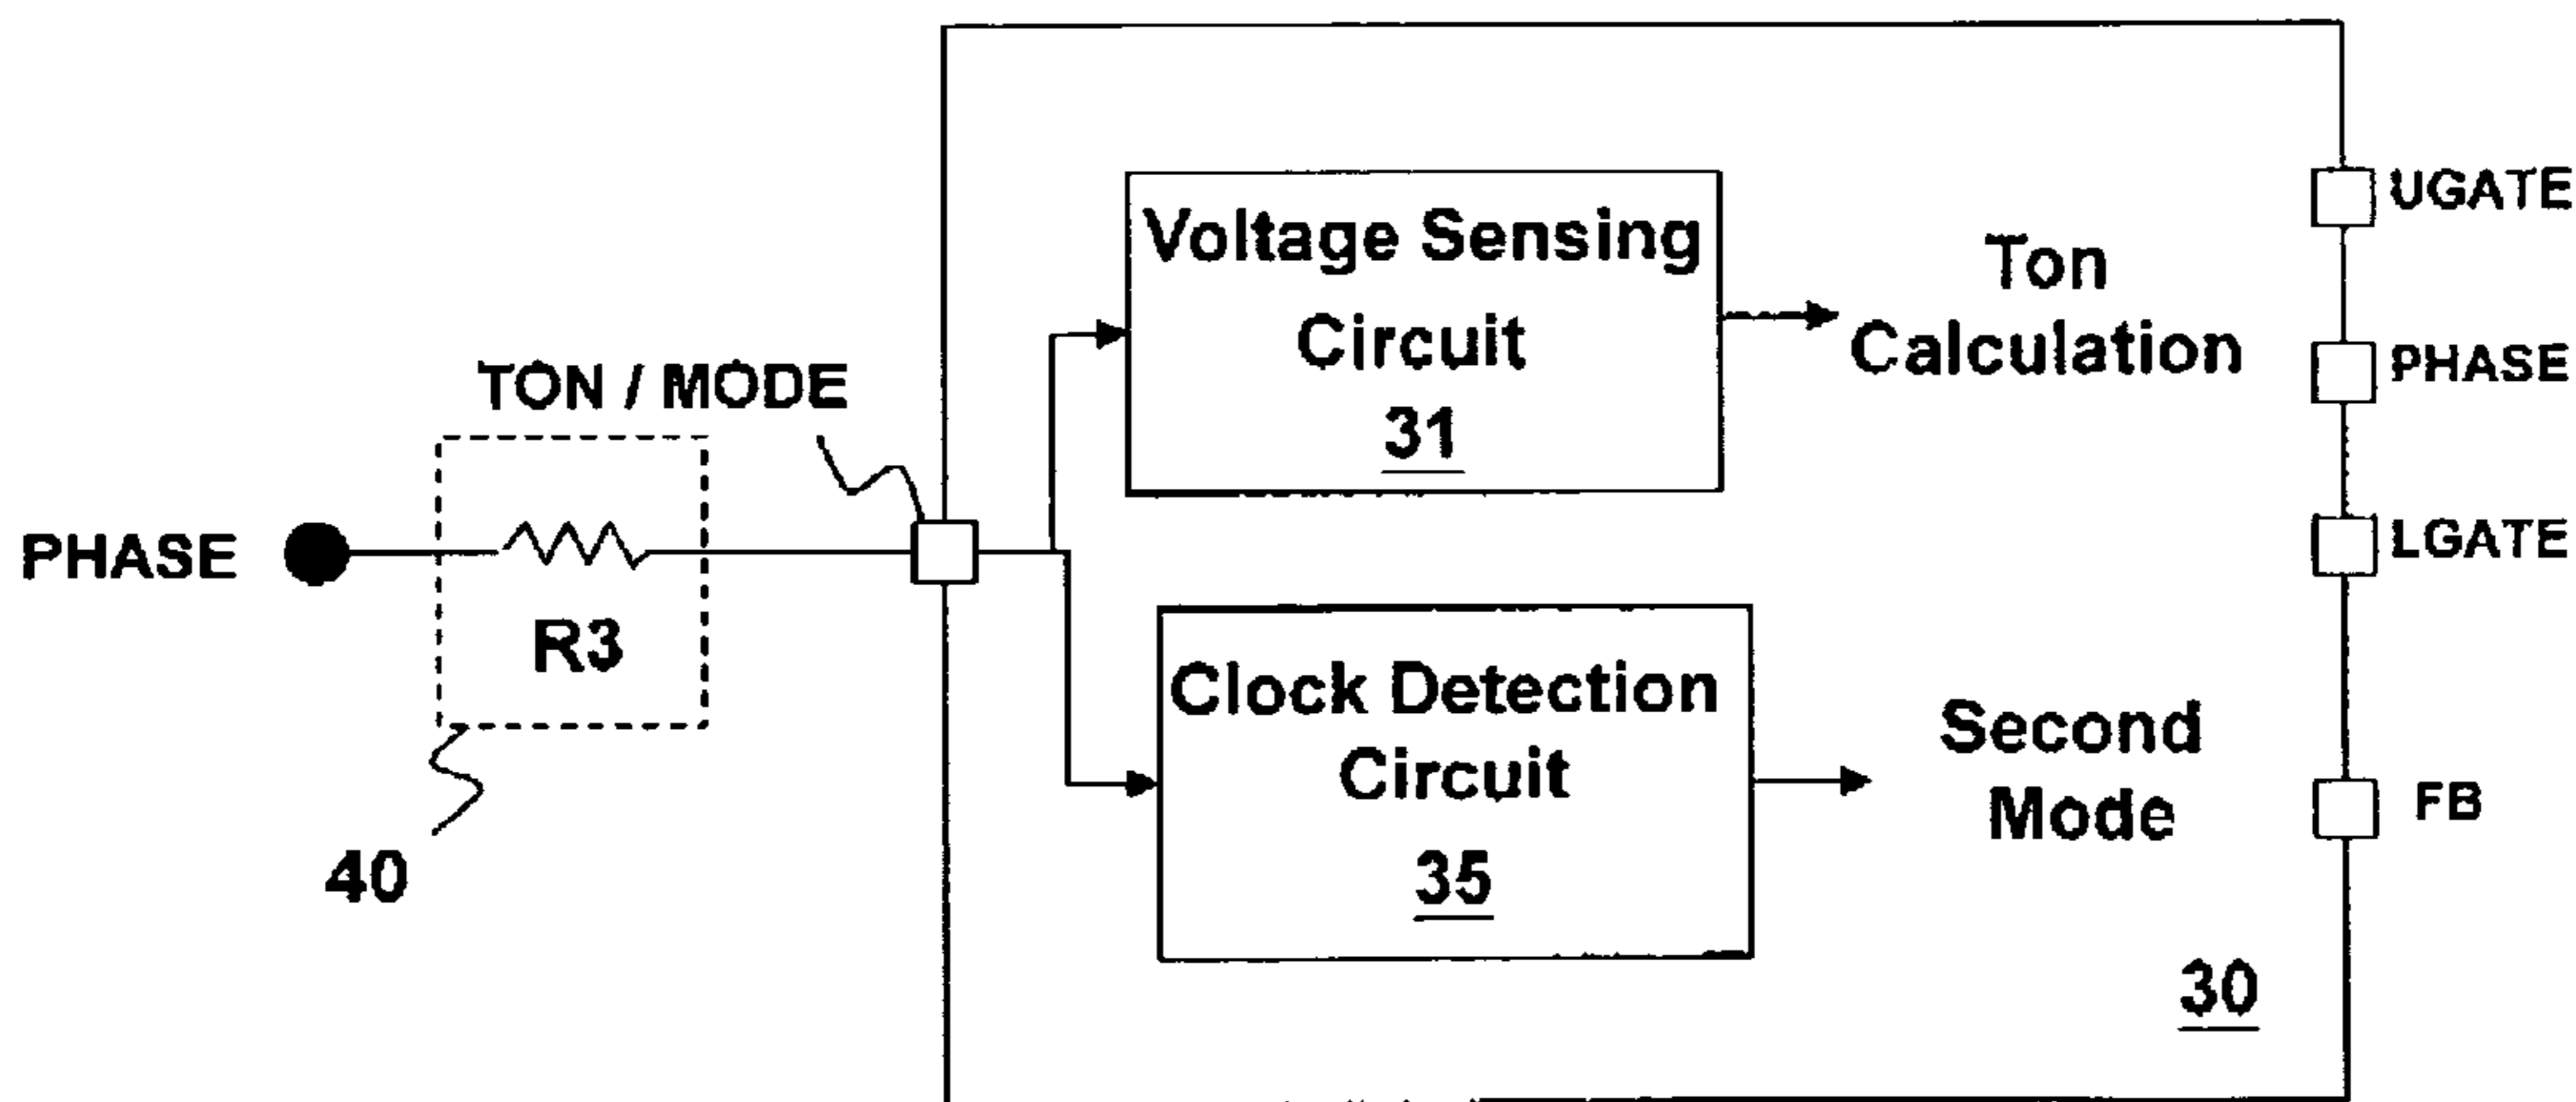 UGATE
Voltage Sensing
Circuit
31
Ton
Calculation
PHASE
TON / MODE
PHASE
R3
LGATE
Clock Detection
Circuit
35
Second
Mode
FB
40
30